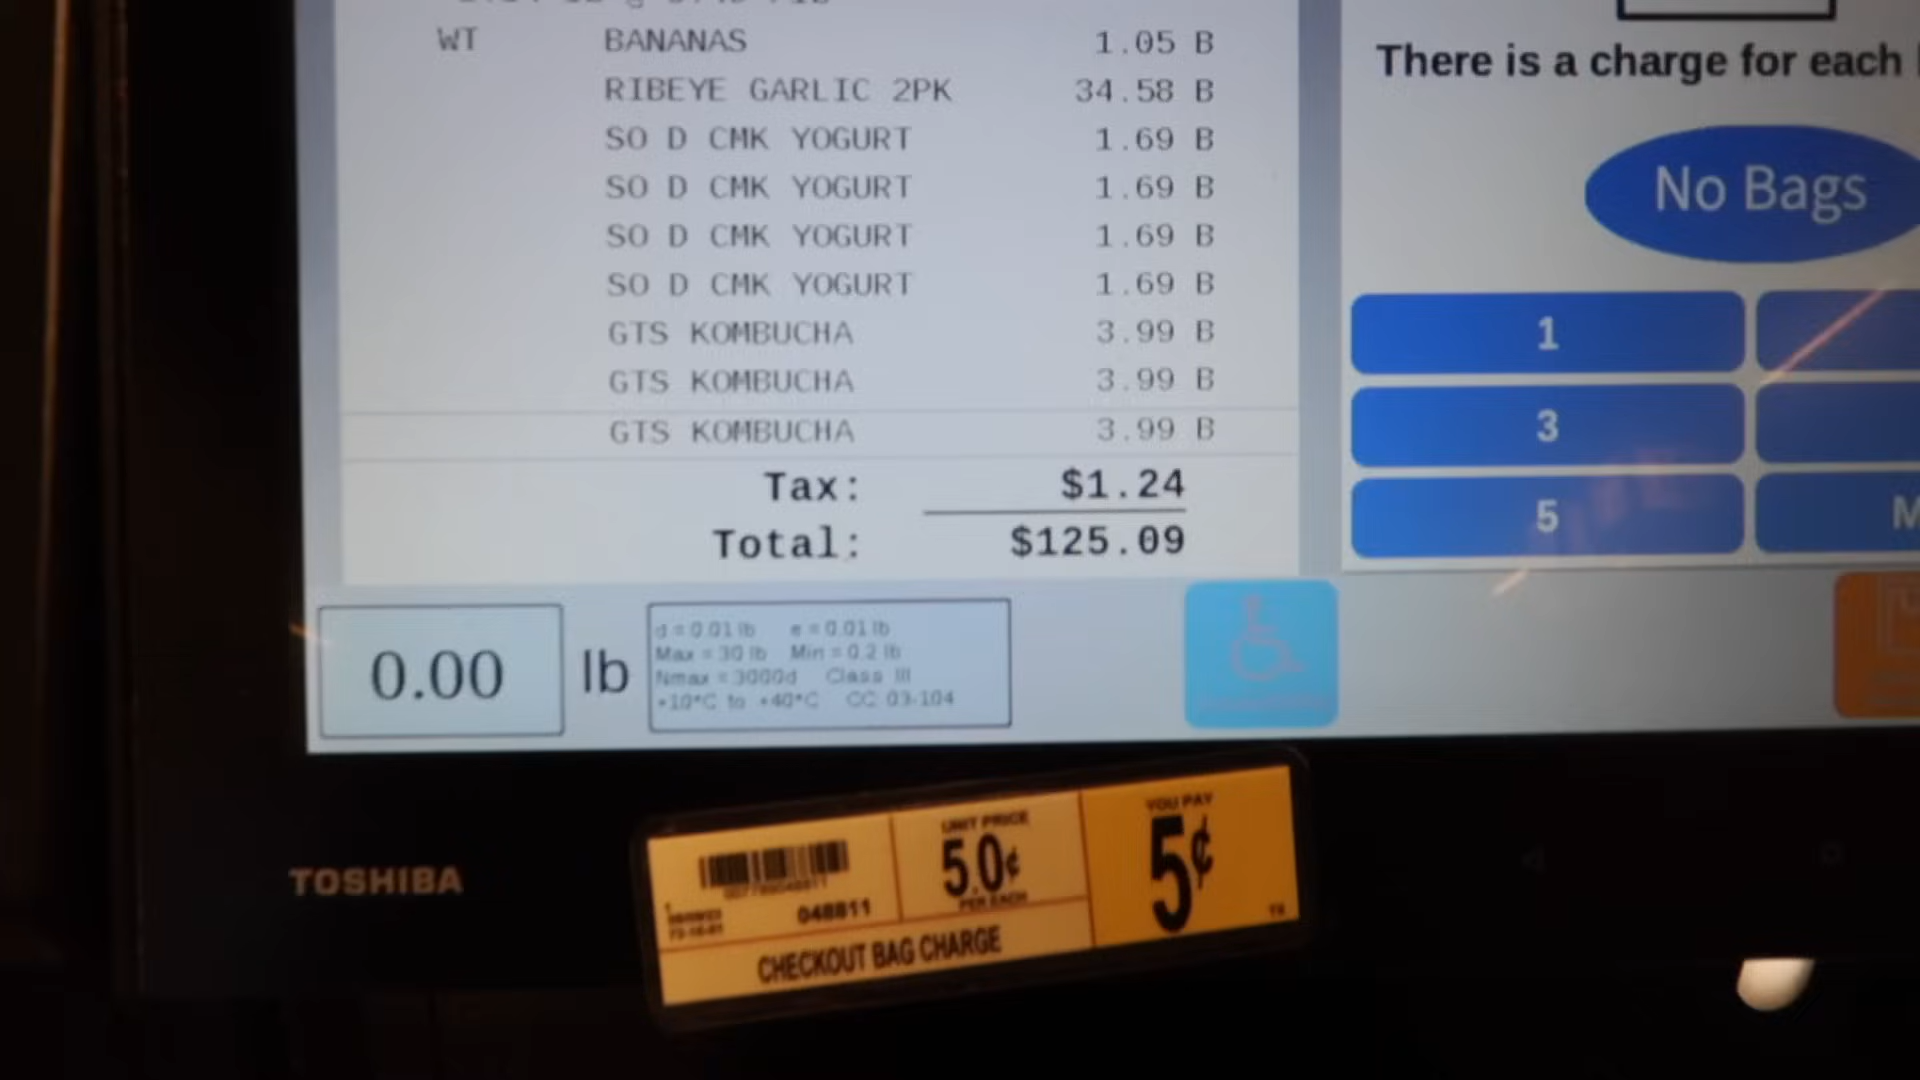 WT BANANAS 1.05 B
RIBEYE GARLIC 2PK 34.58 B
SO D CMK YOGURT 1.69 B
SO D CMK YOGURT 1.69 B
SO D CMK YOGURT 1.69 B
SO D CMK YOGURT 1.69 B
GTS KOMBUCHA 3.99 B
GTS KOMBUCHA 3.99 B
GTS KOMBUCHA 3.99 B
Tax: $1.24
Total: $125.09
There is a charge for each
No Bags
1
3
5
M
0.00 lb
d = 0.01 lb e = 0.01 lb
Max = 30 lb Min = 0.2 lb
Nmax = 3000d Class III
+10°C to +40°C CC 03-104
TOSHIBA
048811
UNIT PRICE
5.0¢
PER EACH
YOU PAY
5¢
TX
CHECKOUT BAG CHARGE